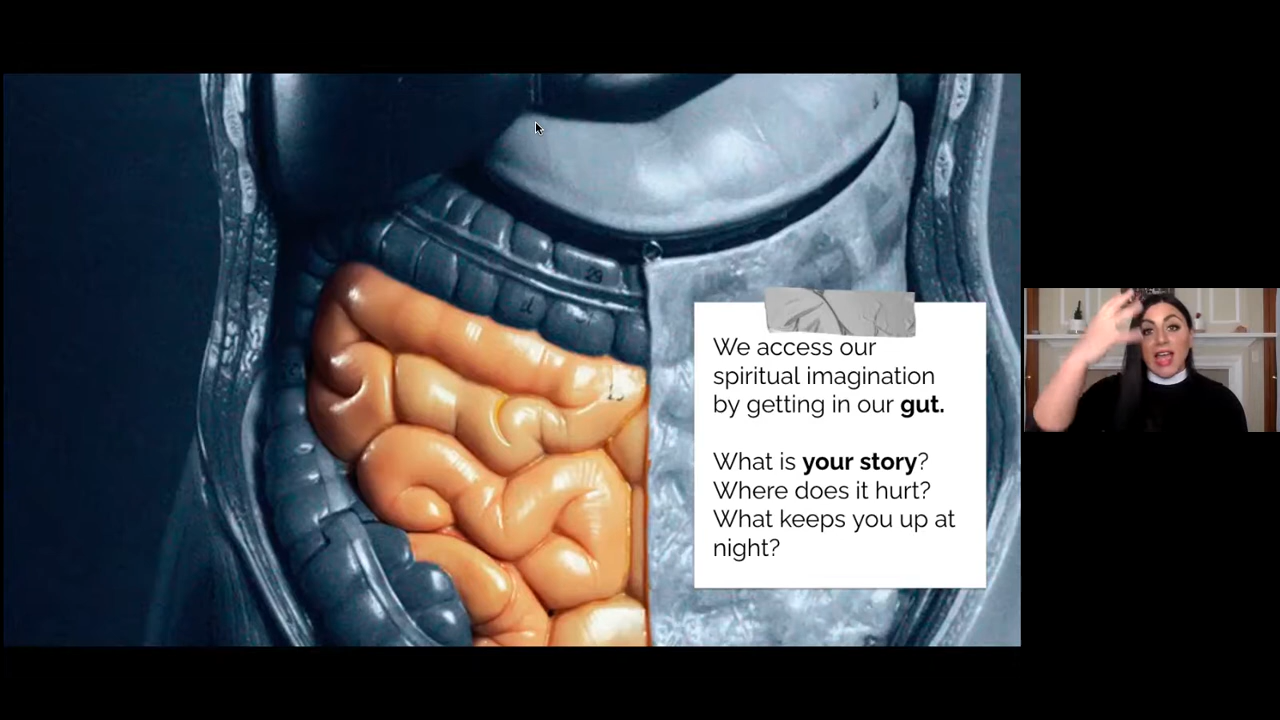 We access our
spiritual imagination
by getting in our gut.
What is your story?
Where does it hurt?
What keeps you up at
night?